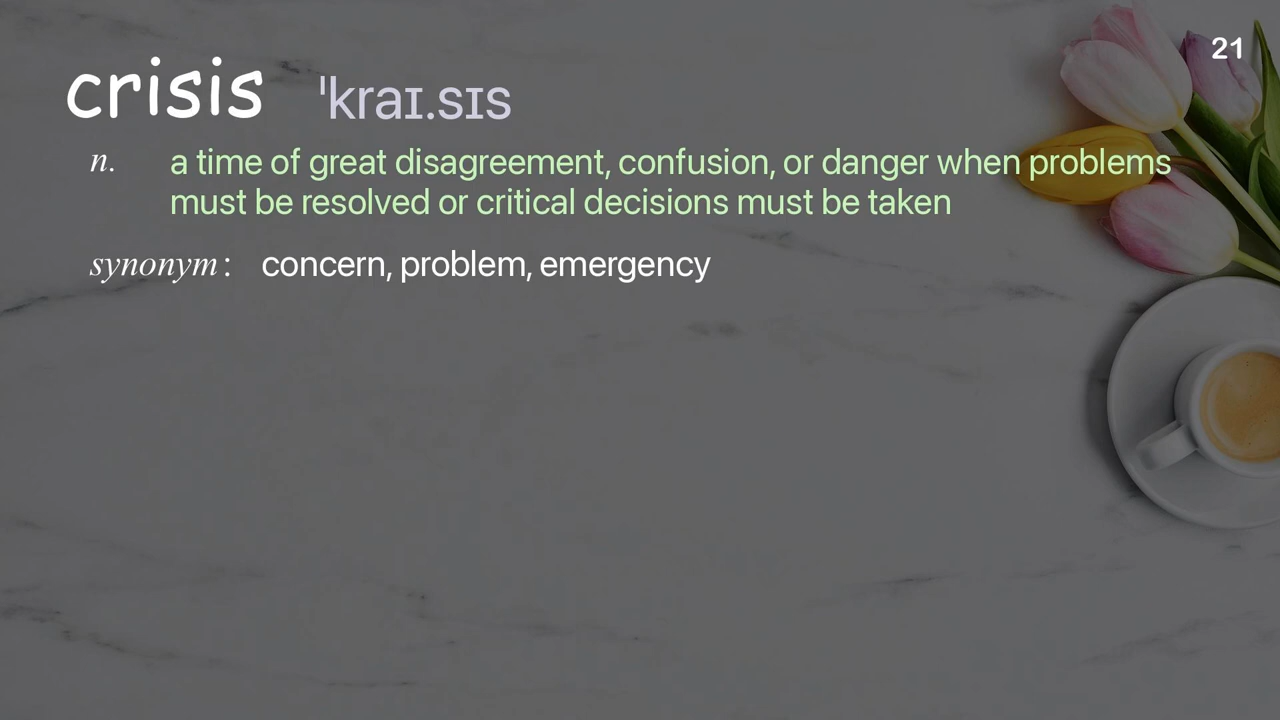 21
crisis ˈkraɪ.sɪs
n. a time of great disagreement, confusion, or danger when problems
must be resolved or critical decisions must be taken
synonym : concern, problem, emergency